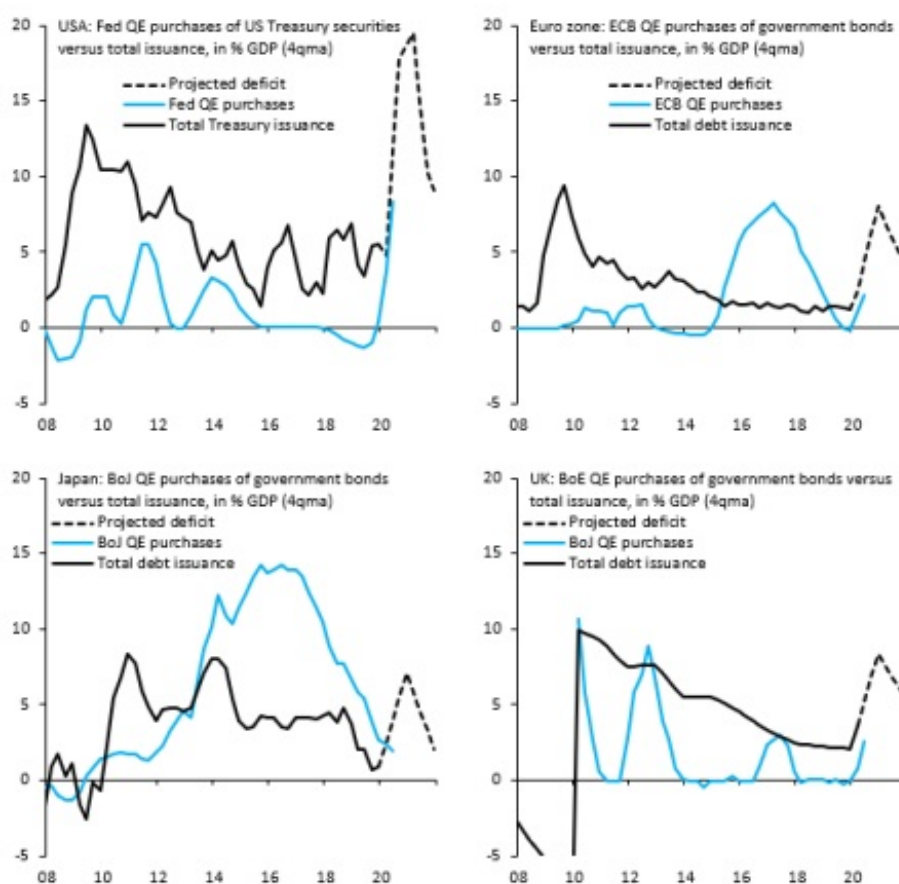 USA: Fed QE purchases of US Treasury securities
versus total issuance, in % GDP (4qma)
Projected deficit
Fed QE purchases
Total Treasury issuance
20
15
10
5
0
-5
08 10 12 14 16 18 20
Euro zone: ECB QE purchases of government bonds
versus total issuance, in % GDP (4qma)
Projected deficit
ECB QE purchases
Total debt issuance
20
15
10
5
0
-5
08 10 12 14 16 18 20
Japan: BoJ QE purchases of government bonds
versus total issuance, in % GDP (4qma)
Projected deficit
BoJ QE purchases
Total debt issuance
20
15
10
5
0
-5
08 10 12 14 16 18 20
UK: BoE QE purchases of government bonds versus
total issuance, in % GDP (4qma)
Projected deficit
BoJ QE purchases
Total debt issuance
20
15
10
5
0
-5
08 10 12 14 16 18 20